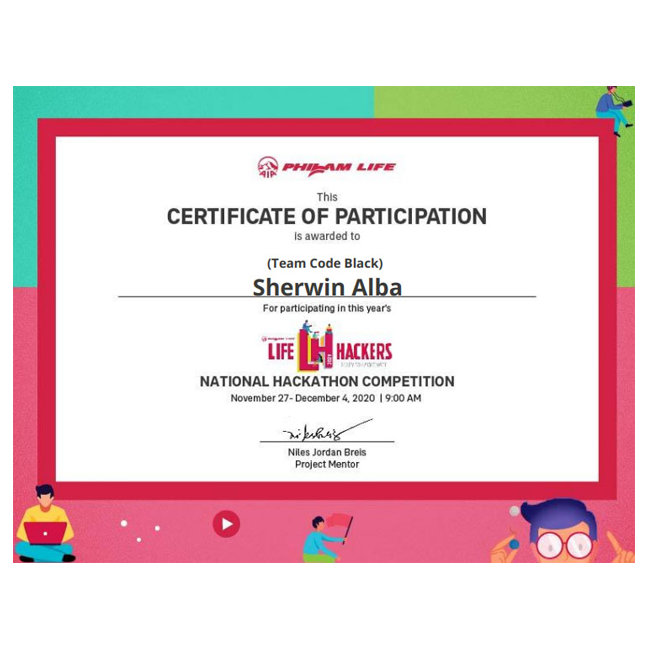 AIA
PHILAM LIFE
This
CERTIFICATE OF PARTICIPATION
is awarded to
(Team Code Black)
Sherwin Alba
For participating in this year's
LIFE LH HACKERS
NATIONAL HACKATHON COMPETITION
November 27- December 4, 2020 | 9:00 AM
Niles Jordan Breis
Project Mentor